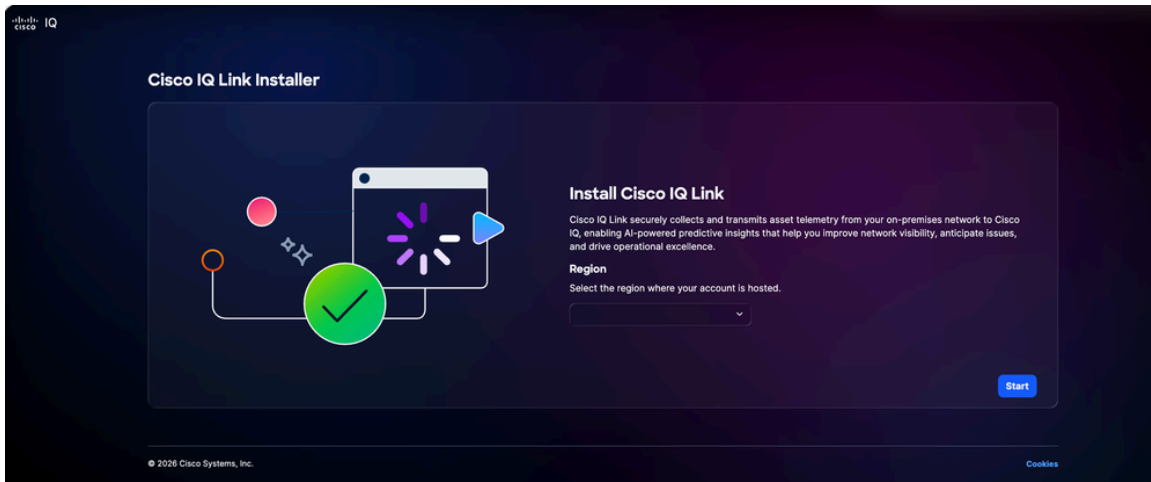 cisco IQ
Cisco IQ Link Installer
Install Cisco IQ Link
Cisco IQ Link securely collects and transmits asset telemetry from your on-premises network to Cisco
IQ, enabling AI-powered predictive insights that help you improve network visibility, anticipate issues,
and drive operational excellence.
Region
Select the region where your account is hosted.
Start
© 2026 Cisco Systems, Inc.
Cookies